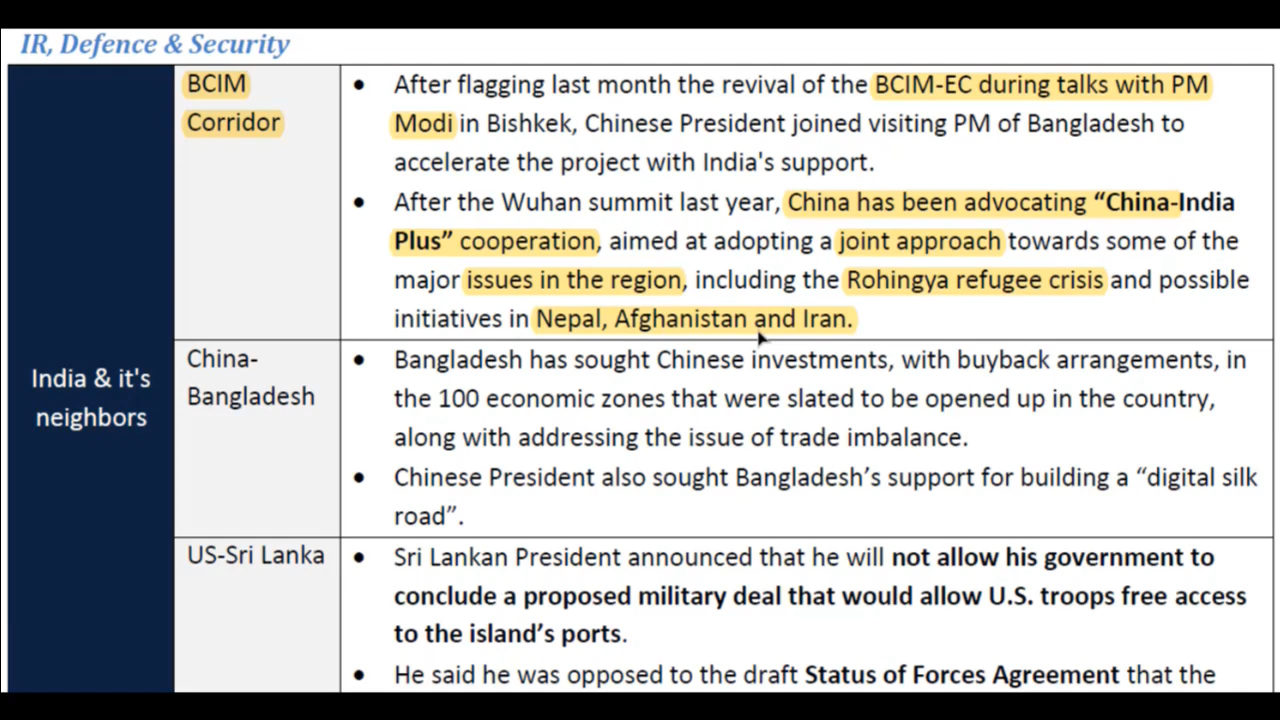 IR, Defence & Security
India & it's
neighbors
BCIM
Corridor
• After flagging last month the revival of the BCIM-EC during talks with PM
Modi in Bishkek, Chinese President joined visiting PM of Bangladesh to
accelerate the project with India's support.
• After the Wuhan summit last year, China has been advocating “China-India
Plus” cooperation, aimed at adopting a joint approach towards some of the
major issues in the region, including the Rohingya refugee crisis and possible
initiatives in Nepal, Afghanistan and Iran.
China-
Bangladesh
• Bangladesh has sought Chinese investments, with buyback arrangements, in
the 100 economic zones that were slated to be opened up in the country,
along with addressing the issue of trade imbalance.
• Chinese President also sought Bangladesh’s support for building a “digital silk
road”.
US-Sri Lanka
• Sri Lankan President announced that he will not allow his government to
conclude a proposed military deal that would allow U.S. troops free access
to the island’s ports.
• He said he was opposed to the draft Status of Forces Agreement that the